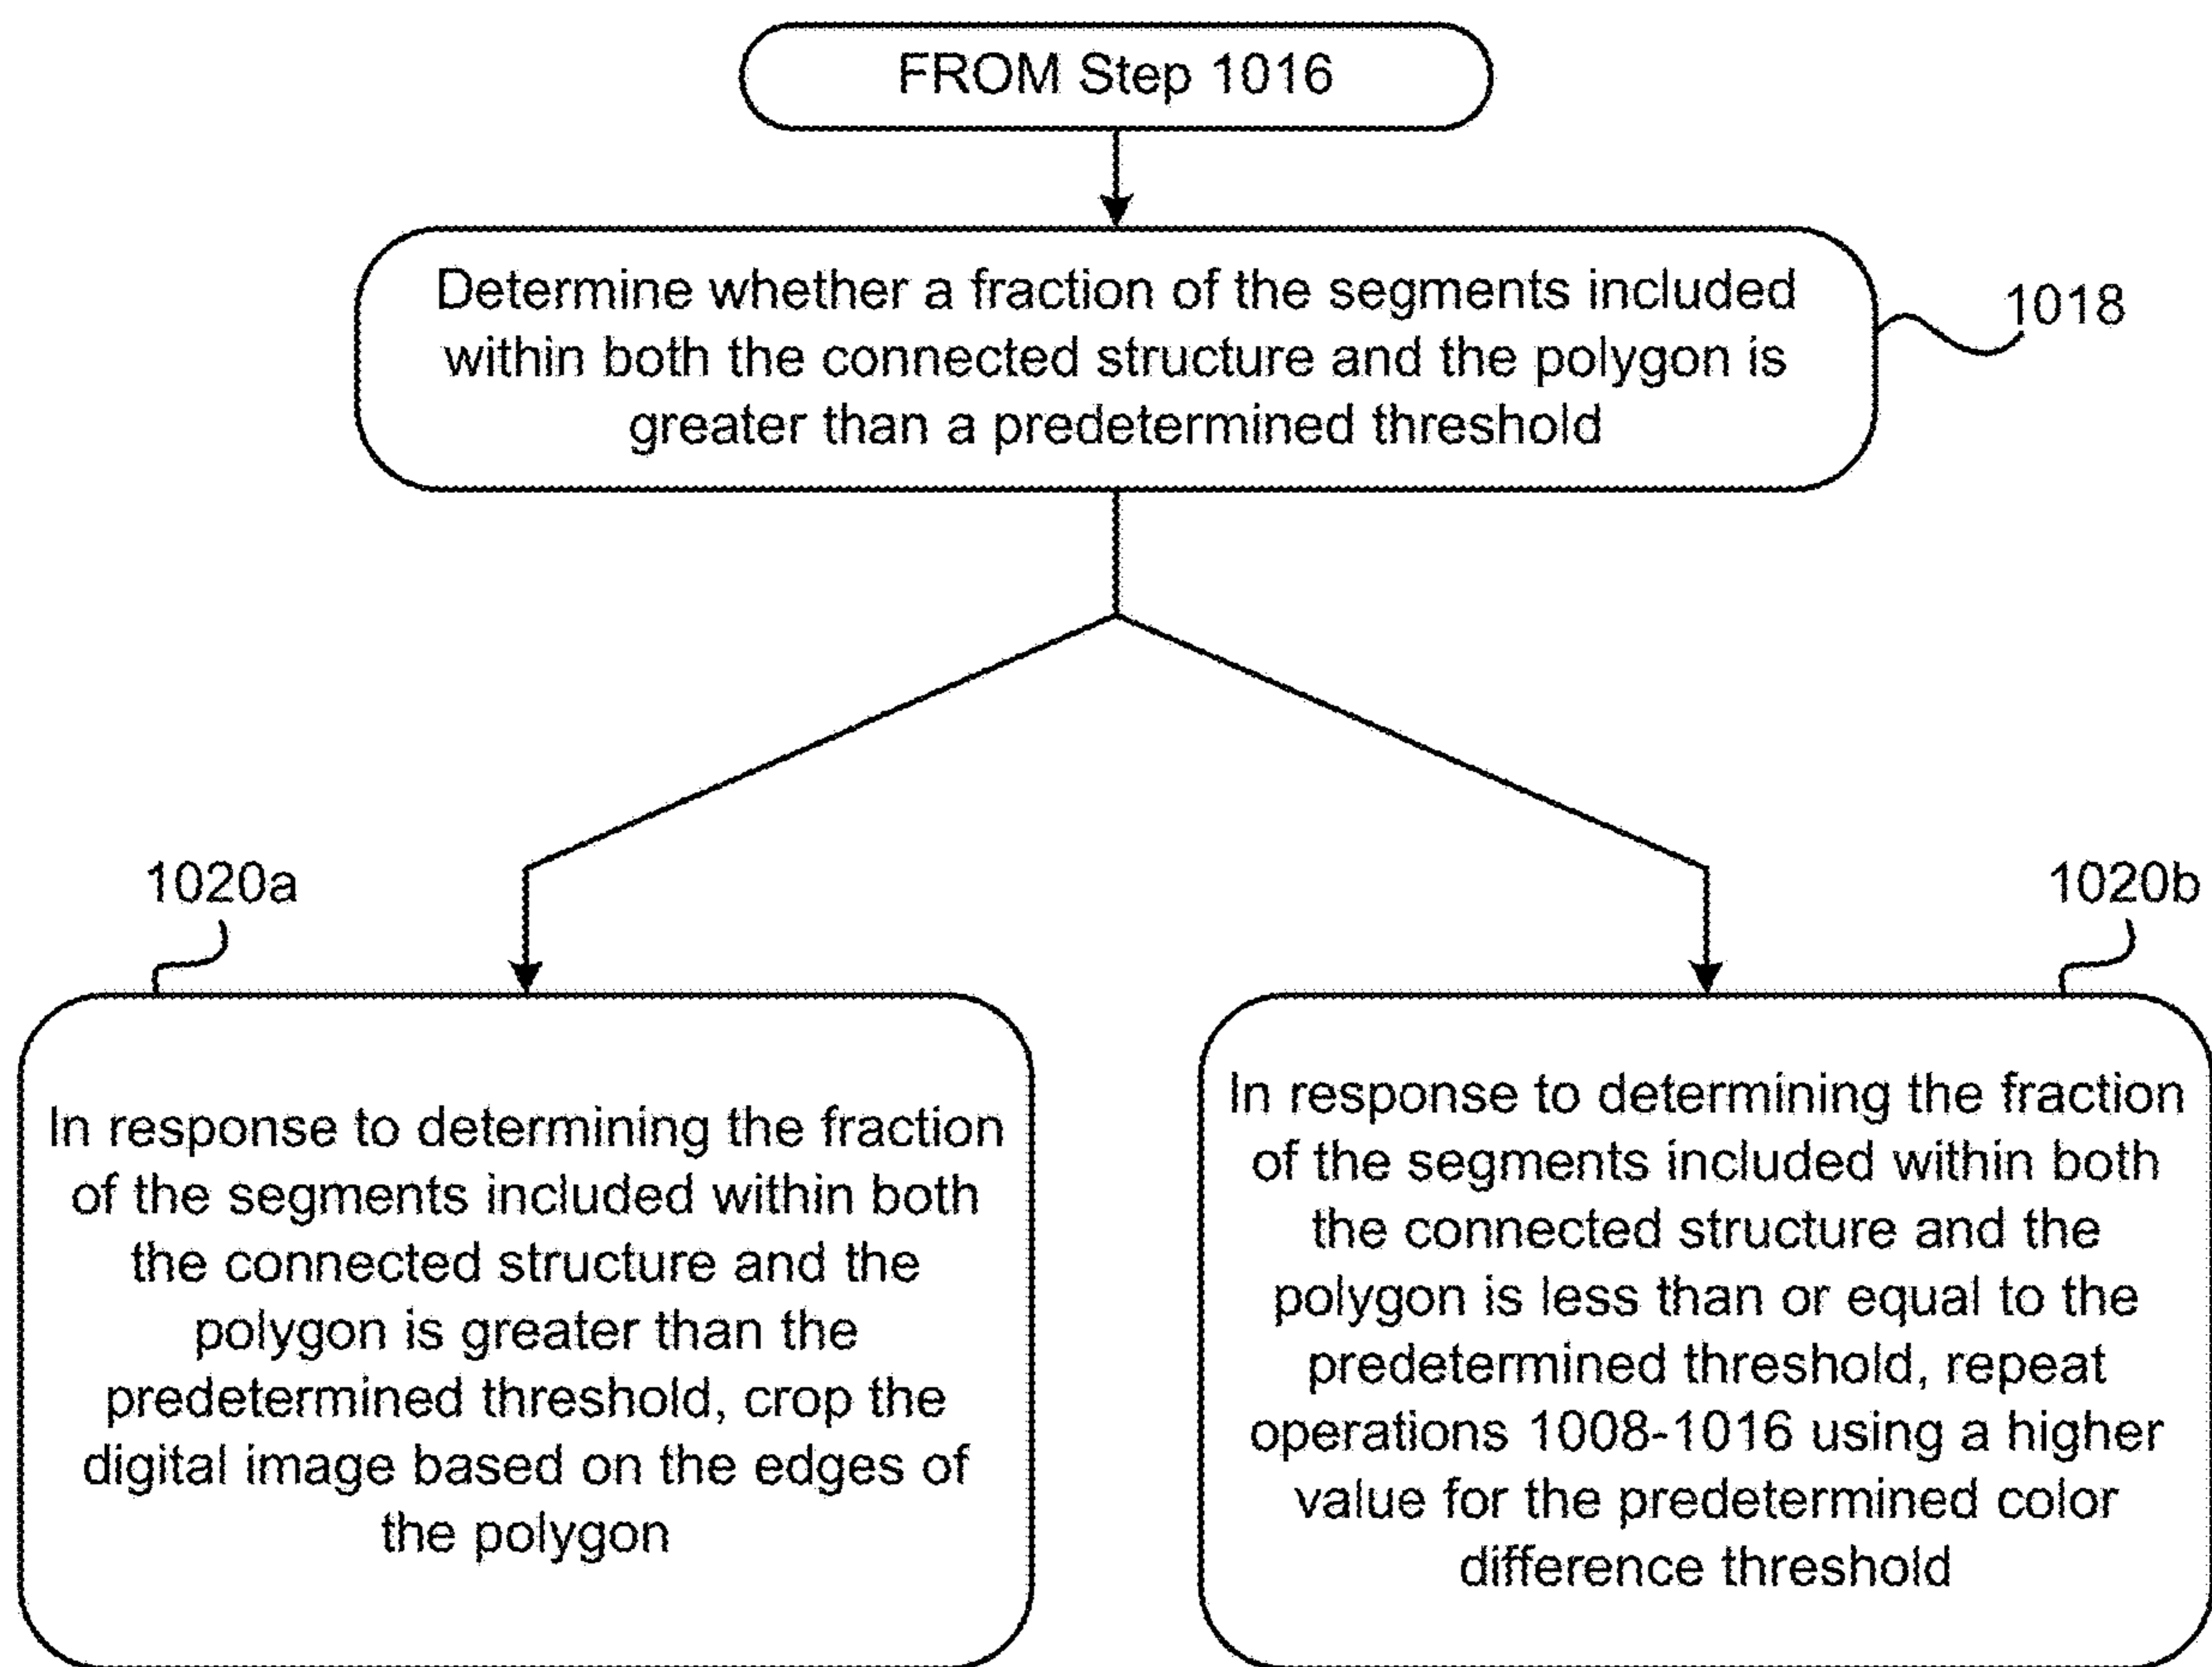 FROM Step 1016
Determine whether a fraction of the segments included
within both the connected structure and the polygon is
greater than a predetermined threshold
1018
1020a
In response to determining the fraction
of the segments included within both
the connected structure and the
polygon is greater than the
predetermined threshold, crop the
digital image based on the edges of
the polygon
1020b
In response to determining the fraction
of the segments included within both
the connected structure and the
polygon is less than or equal to the
predetermined threshold, repeat
operations 1008-1016 using a higher
value for the predetermined color
difference threshold